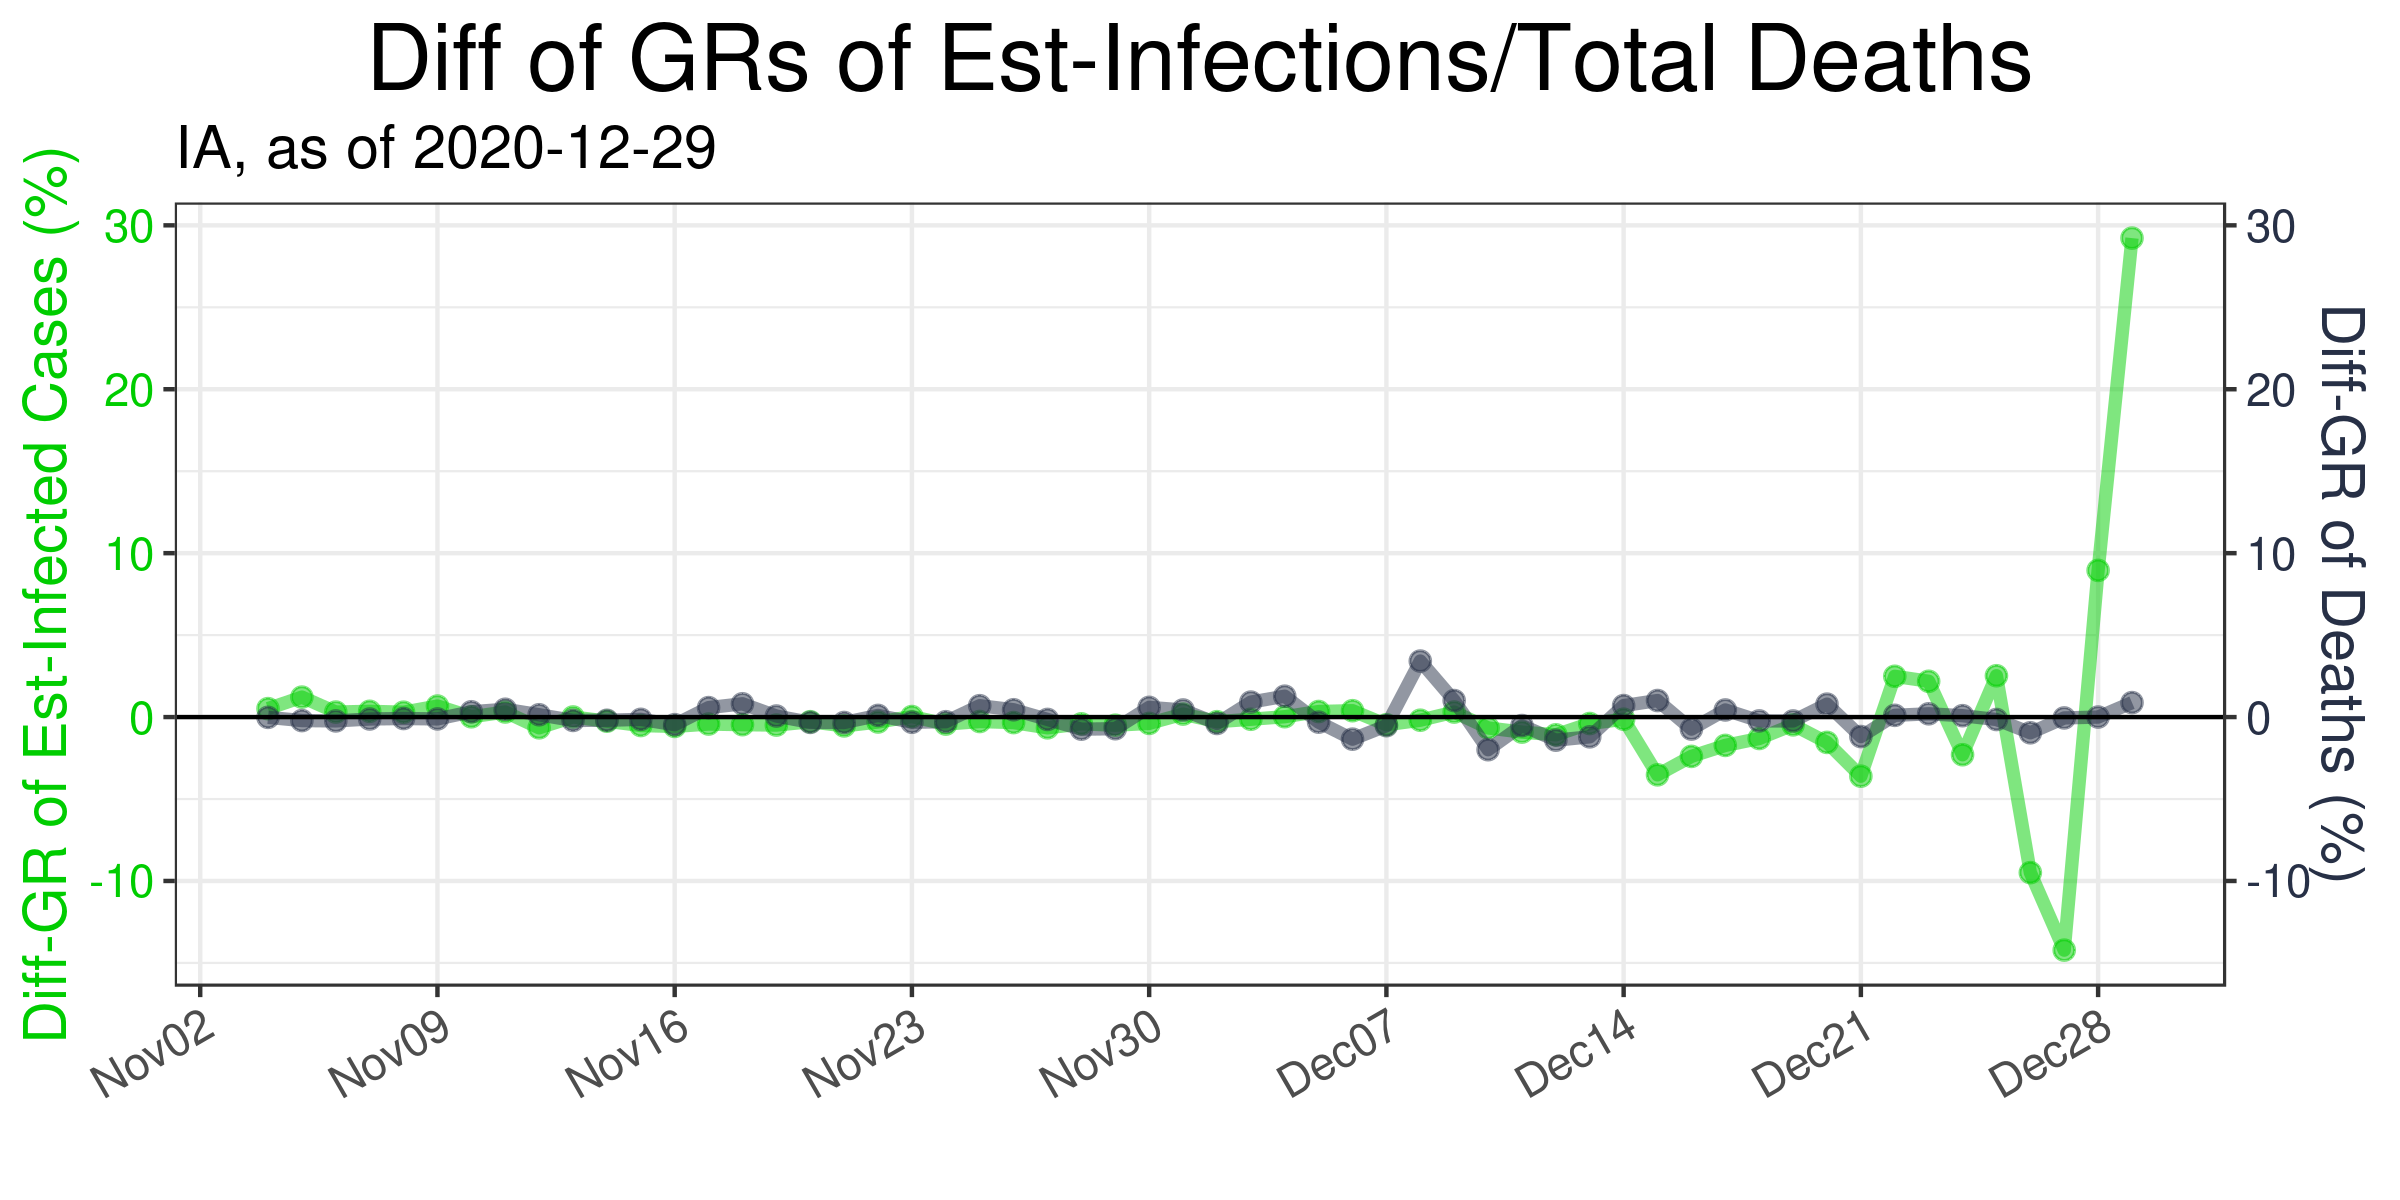 Diff of GRs of Est-Infections/Total Deaths
IA, as of 2020-12-29
Diff-GR of Est-Infected Cases (%)
30
20
10
0
-10
30
20
10
0
-10
Diff-GR of Deaths (%)
Nov02
Nov09
Nov16
Nov23
Nov30
Dec07
Dec14
Dec21
Dec28